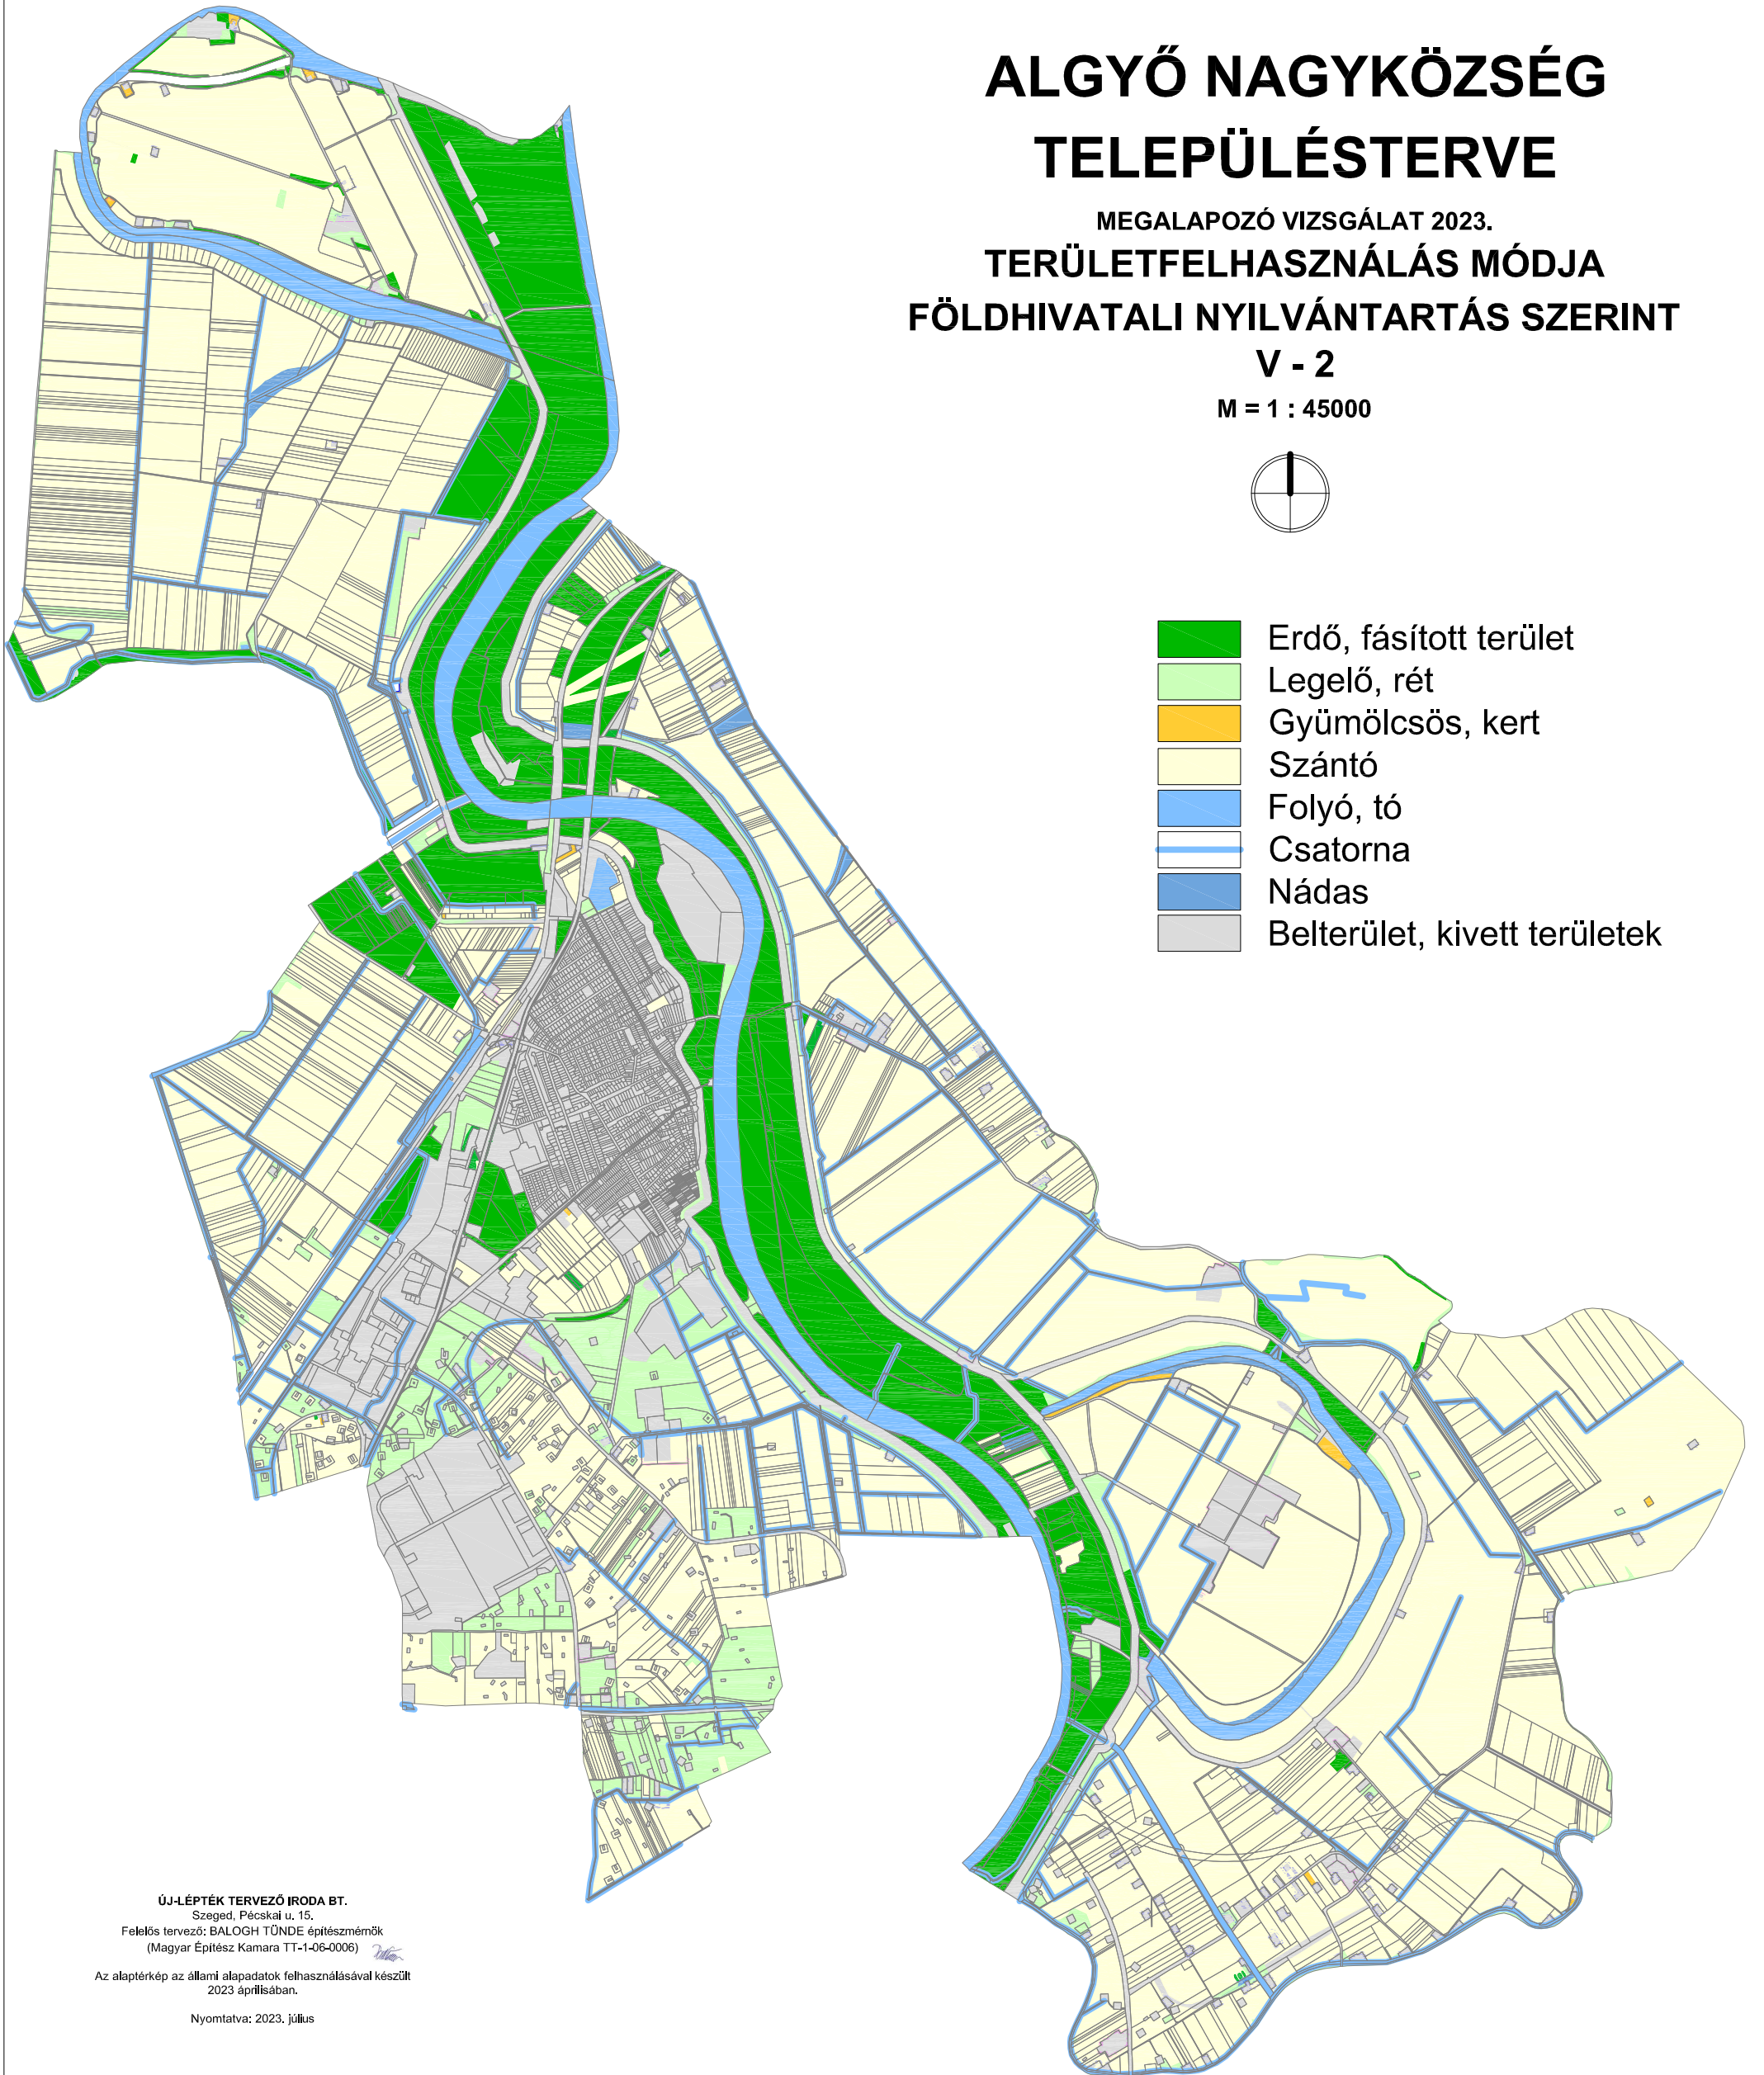 ALGYŐ NAGYKÖZSÉG
TELEPÜLÉSTERVE
MEGALAPOZÓ VIZSGÁLAT 2023.
TERÜLETFELHASZNÁLÁS MÓDJA
FÖLDHIVATALI NYILVÁNTARTÁS SZERINT
V - 2
M = 1 : 45000
Erdő, fásított terület
Legelő, rét
Gyümölcsös, kert
Szántó
Folyó, tó
Csatorna
Nádas
Belterület, kivett területek
ÚJ-LÉPTÉK TERVEZŐ IRODA BT.
Szeged, Pécskai u. 15.
Felelős tervező: BALOGH TÜNDE építészmérnök
(Magyar Építész Kamara TT-1-06-0006)
Az alaptérkép az állami alapadatok felhasználásával készült
2023 áprilisában.
Nyomtatva: 2023. július